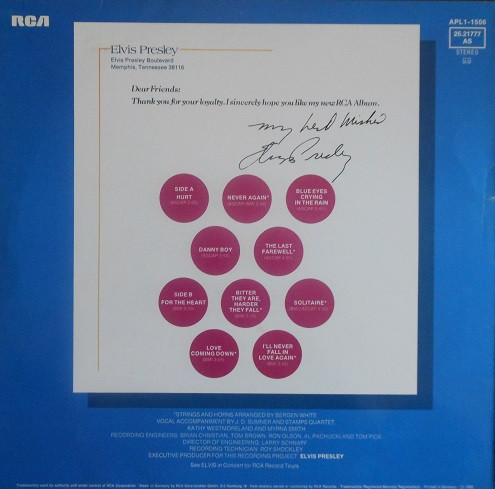 RCA
APL1-1506
26.21777
AS
STEREO
Elvis Presley
Elvis Presley Boulevard
Memphis, Tennessee 38116
Dear Friends:
Thank you for your loyalty. I sincerely hope you like my new RCA Album.
my best wishes
Elvis Presley
SIDE A
HURT
NEVER AGAIN*
BLUE EYES
CRYING
IN THE RAIN
DANNY BOY
THE LAST
FAREWELL*
SIDE B
FOR THE HEART
BITTER
THEY ARE,
HARDER
THEY FALL*
SOLITAIRE*
LOVE
COMING DOWN*
I'LL NEVER
FALL IN
LOVE AGAIN*
*STRINGS AND HORNS ARRANGED BY BERGEN WHITE
VOCAL ACCOMPANIMENT BY J. D. SUMNER AND STAMPS QUARTET,
KATHY WESTMORELAND AND MYRNA SMITH
RECORDING ENGINEERS: BRIAN CHRISTIAN, TOM BROWN, RON OLSON, AL PACHUCKI AND TOM PICK
DIRECTOR OF ENGINEERING: LARRY SCHNAPF
RECORDING TECHNICIAN: ROY SHOCKLEY
EXECUTIVE PRODUCER FOR THIS RECORDING PROJECT: ELVIS PRESLEY
See ELVIS in Concert for RCA Record Tours